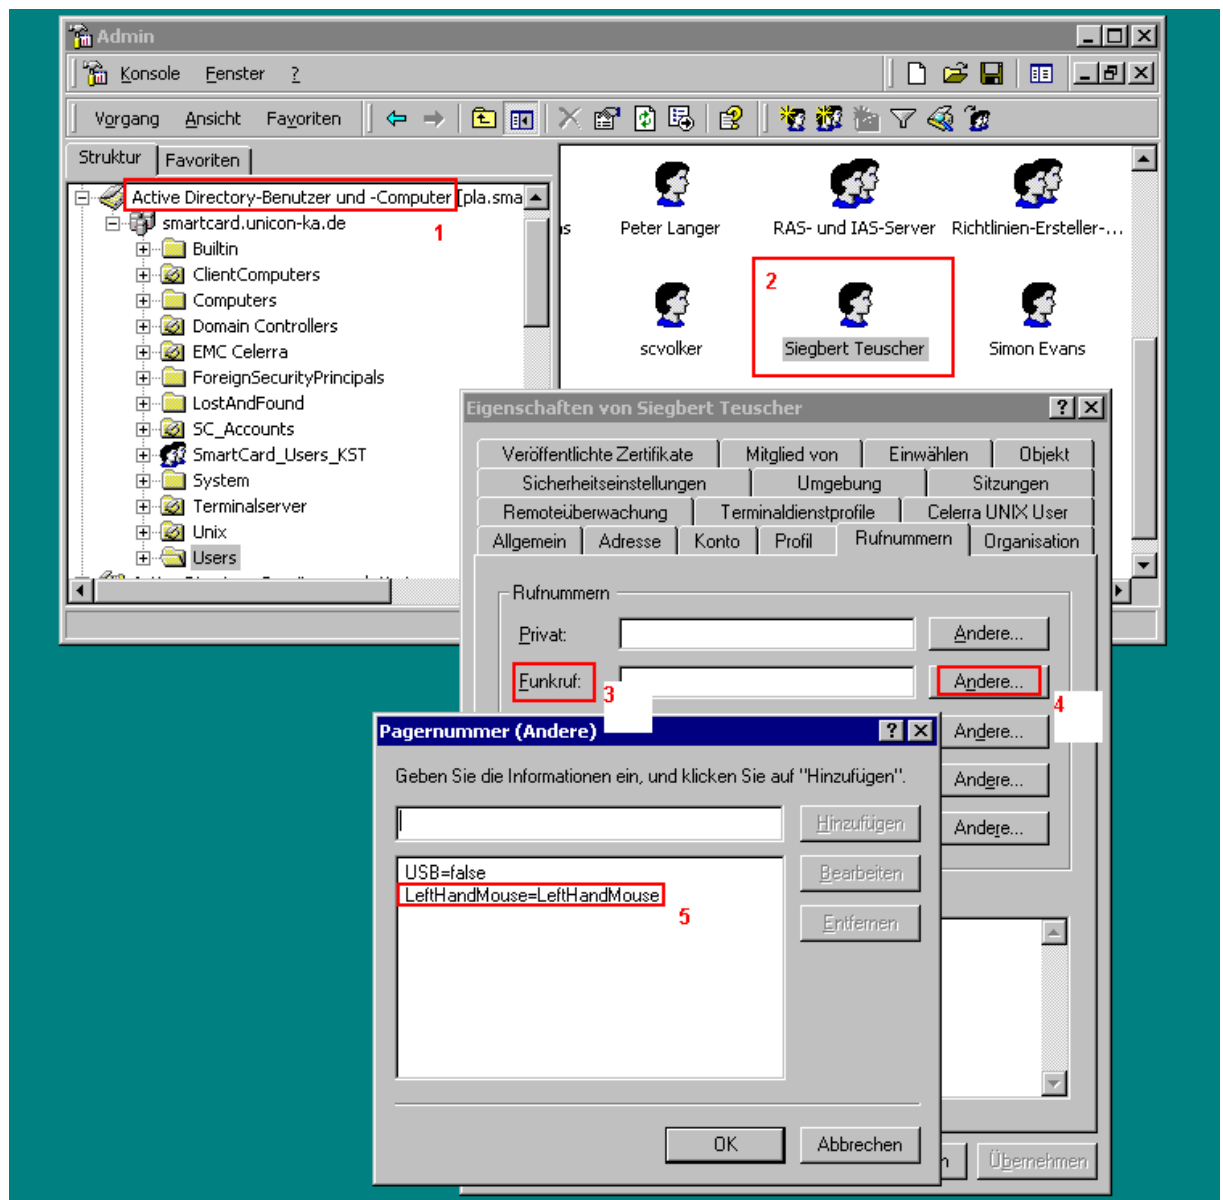 Admin
Konsole Fenster ?
Vorgang Ansicht Favoriten
Struktur Favoriten
Active Directory-Benutzer und -Computer [pla.sma
1
smartcard.unicon-ka.de
Builtin
ClientComputers
Computers
Domain Controllers
EMC Celerra
ForeignSecurityPrincipals
LostAndFound
SC_Accounts
SmartCard_Users_KST
System
Terminalserver
Unix
Users
Peter Langer RAS- und IAS-Server Richtlinien-Ersteller-...
2
scvolker Siegbert Teuscher Simon Evans
Eigenschaften von Siegbert Teuscher
Veröffentlichte Zertifikate Mitglied von Einwählen Objekt
Sicherheitseinstellungen Umgebung Sitzungen
Remoteüberwachung Terminaldienstprofile Celerra UNIX User
Allgemein Adresse Konto Profil Rufnummern Organisation
Rufnummern
Privat: Andere...
Funkruf: 3 Andere... 4
Andere...
Andere...
Andere...
Pagernummer (Andere)
Geben Sie die Informationen ein, und klicken Sie auf "Hinzufügen".
Hinzufügen
USB=false
LeftHandMouse=LeftHandMouse
5
Bearbeiten
Entfernen
OK Abbrechen
Übernehmen